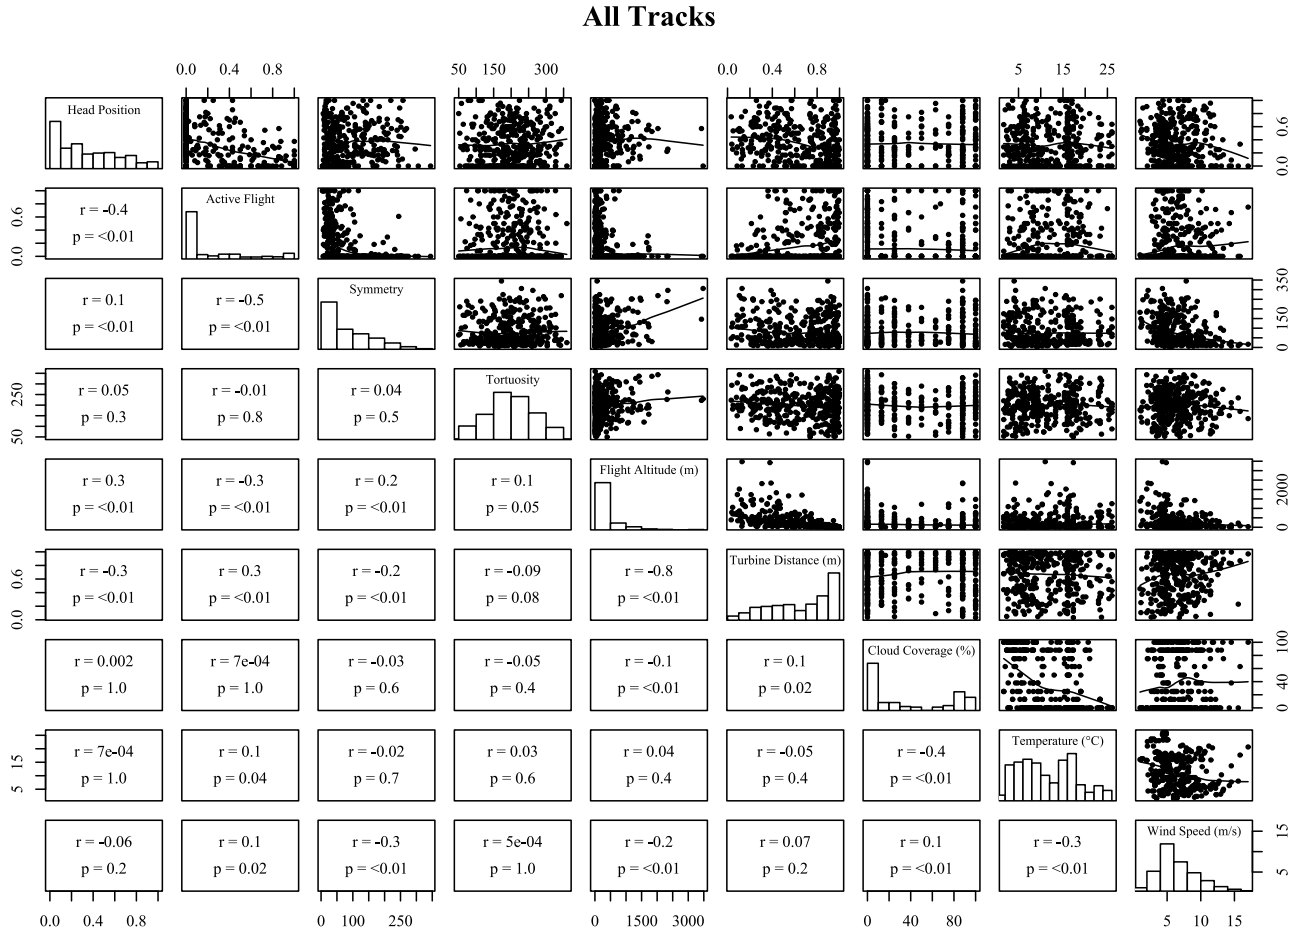 All Tracks
0.0 0.4 0.8
50 150 300
0.0 0.4 0.8
5 15 25
Head Position
0.0 0.6
0.0 0.6
r = -0.4
p = <0.01
Active Flight
r = 0.1
p = <0.01
r = -0.5
p = <0.01
Symmetry
0 150 350
50 250
r = 0.05
p = 0.3
r = -0.01
p = 0.8
r = 0.04
p = 0.5
Tortuosity
r = 0.3
p = <0.01
r = -0.3
p = <0.01
r = 0.2
p = <0.01
r = 0.1
p = 0.05
Flight Altitude (m)
0 2000
0.0 0.6
r = -0.3
p = <0.01
r = 0.3
p = <0.01
r = -0.2
p = <0.01
r = -0.09
p = 0.08
r = -0.8
p = <0.01
Turbine Distance (m)
r = 0.002
p = 1.0
r = 7e-04
p = 1.0
r = -0.03
p = 0.6
r = -0.05
p = 0.4
r = -0.1
p = <0.01
r = 0.1
p = 0.02
Cloud Coverage (%)
0 40 100
5 15
r = 7e-04
p = 1.0
r = 0.1
p = 0.04
r = -0.02
p = 0.7
r = 0.03
p = 0.6
r = 0.04
p = 0.4
r = -0.05
p = 0.4
r = -0.4
p = <0.01
Temperature (°C)
r = -0.06
p = 0.2
r = 0.1
p = 0.02
r = -0.3
p = <0.01
r = 5e-04
p = 1.0
r = -0.2
p = <0.01
r = 0.07
p = 0.2
r = 0.1
p = <0.01
r = -0.3
p = <0.01
Wind Speed (m/s)
5 15
0.0 0.4 0.8
0 100 250
0 1500 3000
0 40 80
5 10 15